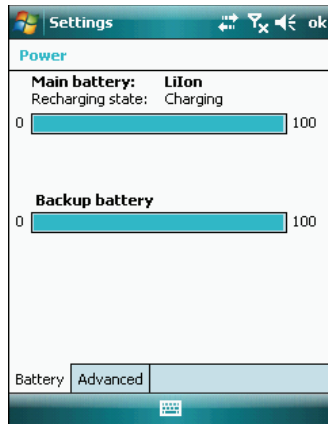 Settings ok
Power
Main battery: LiIon
Recharging state: Charging
0 100
Backup battery
0 100
Battery Advanced